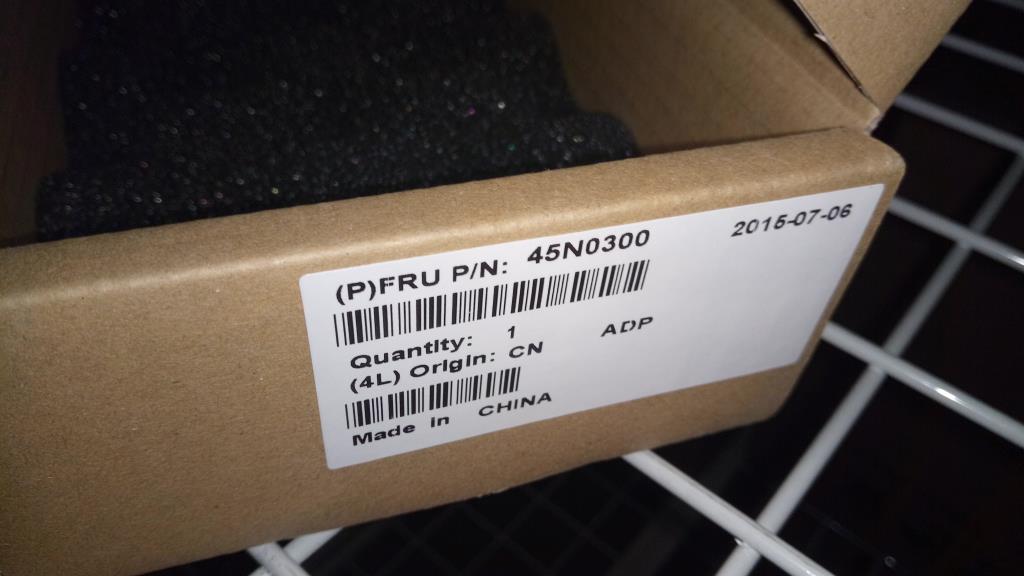 (P)FRU P/N: 45N0300 2015-07-06
Quantity: 1 ADP
(4L) Origin: CN
Made in CHINA